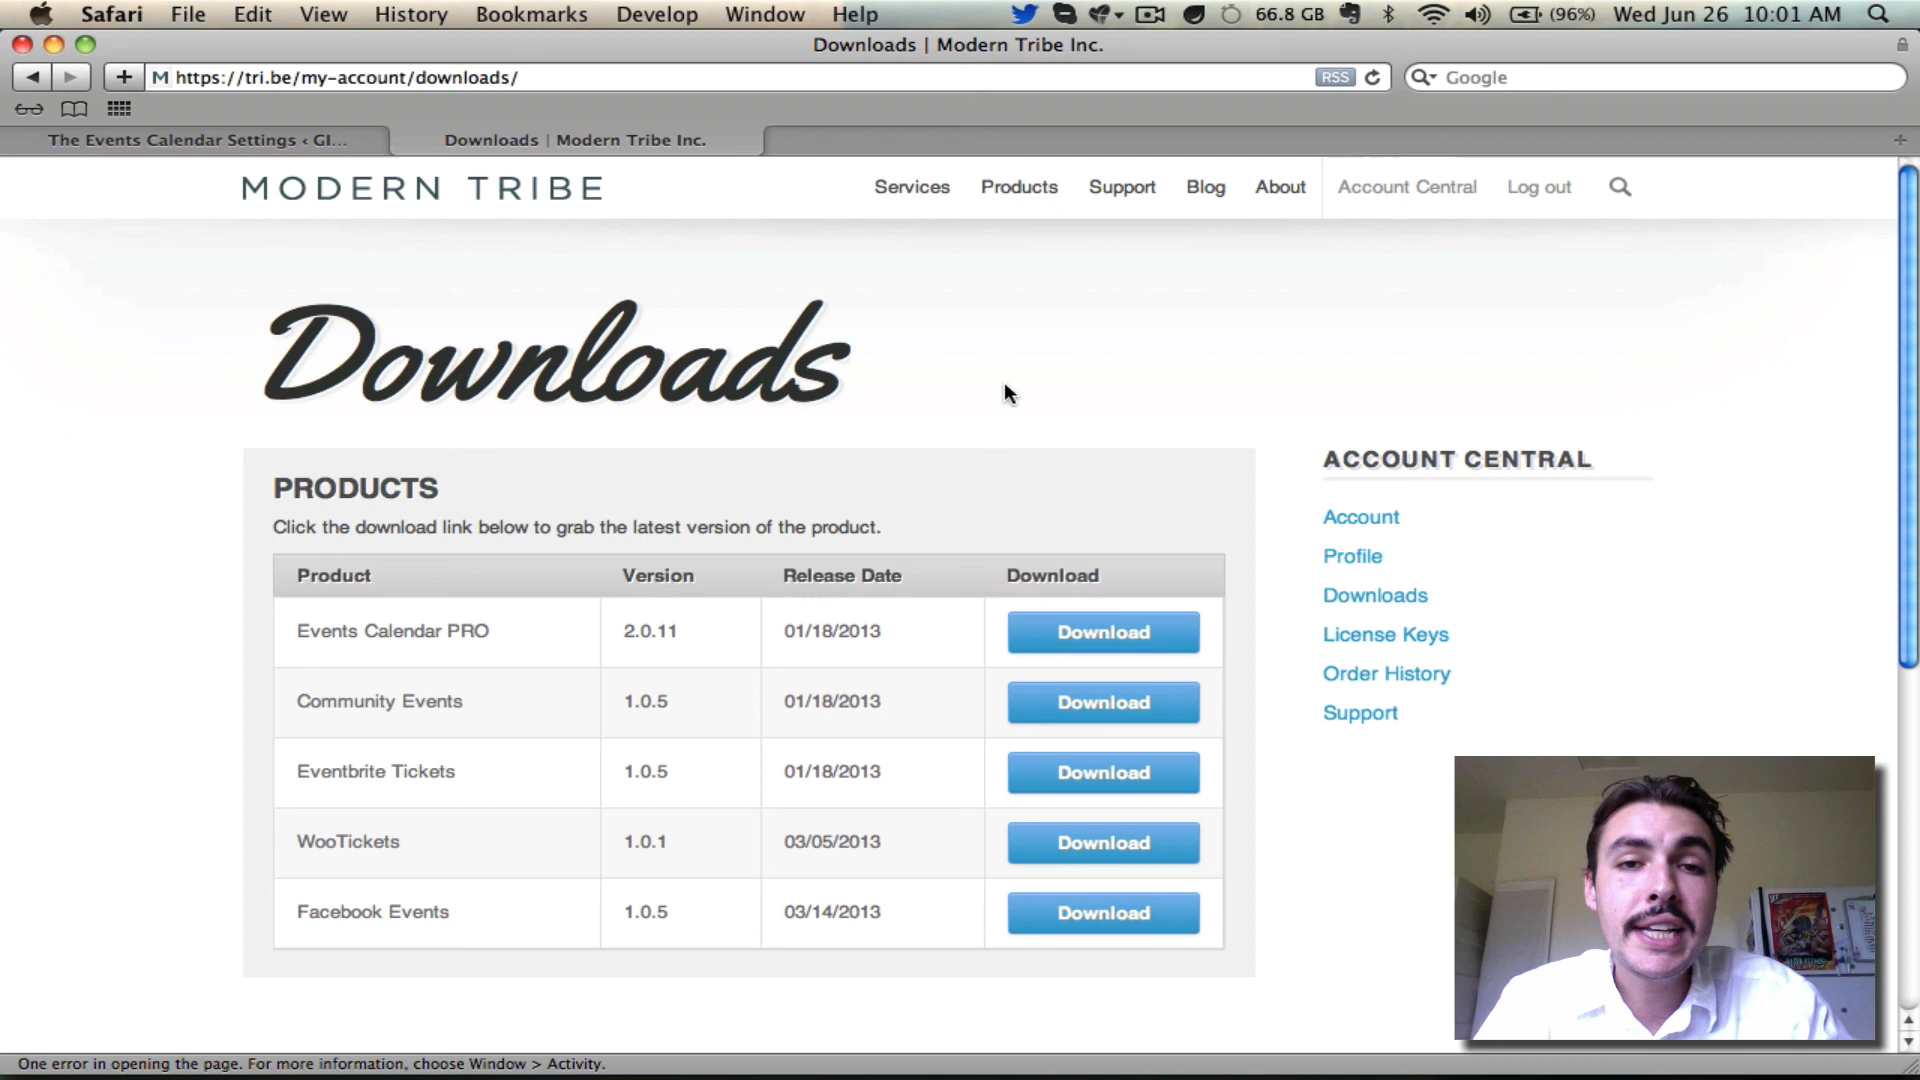 Safari File Edit View History Bookmarks Develop Window Help 66.8 GB (96%) Wed Jun 26 10:01 AM
Downloads | Modern Tribe Inc.
M https://tri.be/my-account/downloads/ RSS Google
The Events Calendar Settings ‹ Gl... Downloads | Modern Tribe Inc.
MODERN TRIBE Services Products Support Blog About Account Central Log out
Downloads
PRODUCTS
Click the download link below to grab the latest version of the product.
Product Version Release Date Download
Events Calendar PRO 2.0.11 01/18/2013 Download
Community Events 1.0.5 01/18/2013 Download
Eventbrite Tickets 1.0.5 01/18/2013 Download
WooTickets 1.0.1 03/05/2013 Download
Facebook Events 1.0.5 03/14/2013 Download
ACCOUNT CENTRAL
Account
Profile
Downloads
License Keys
Order History
Support
One error in opening the page. For more information, choose Window > Activity.